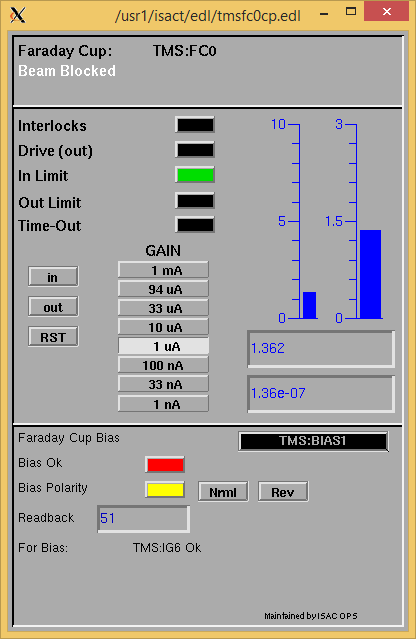 /usr1/isact/edl/tmsfc0cp.edl
Faraday Cup: TMS:FC0
Beam Blocked
Interlocks
Drive (out)
In Limit
Out Limit
Time-Out
10
5
0
3
1.5
0
GAIN
1 mA
94 uA
33 uA
10 uA
1 uA
100 nA
33 nA
1 nA
in
out
RST
1.362
1.36e-07
Faraday Cup Bias TMS:BIAS1
Bias Ok
Bias Polarity Nrml Rev
Readback 51
For Bias: TMS:IG6 Ok
Maintained by ISAC OPS